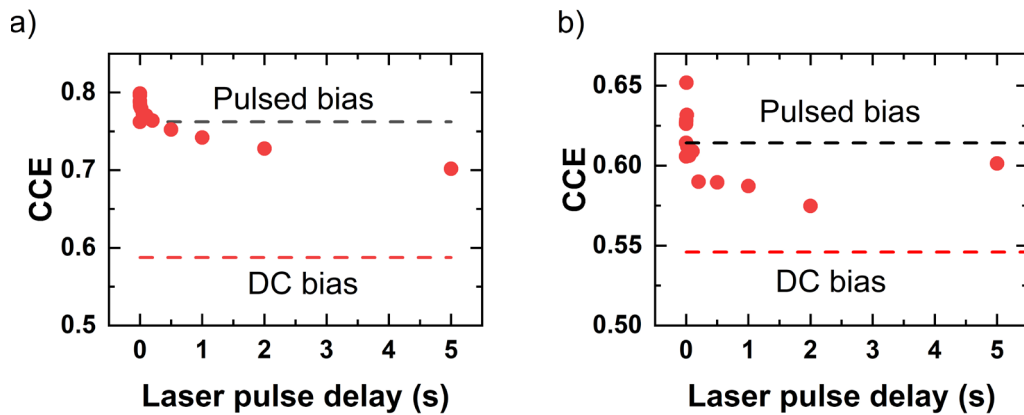 a)
0.8
0.7
0.6
0.5
CCE
Pulsed bias
DC bias
0 1 2 3 4 5
Laser pulse delay (s)
b)
0.65
0.60
0.55
0.50
CCE
Pulsed bias
DC bias
0 1 2 3 4 5
Laser pulse delay (s)